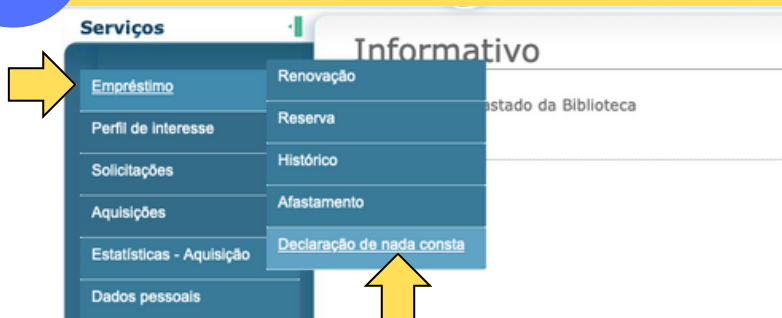 Serviços
Informativo
Empréstimo
Perfil de interesse
Solicitações
Aquisições
Estatísticas - Aquisição
Dados pessoais
Renovação
Reserva
Histórico
Afastamento
Declaração de nada consta
da Biblioteca